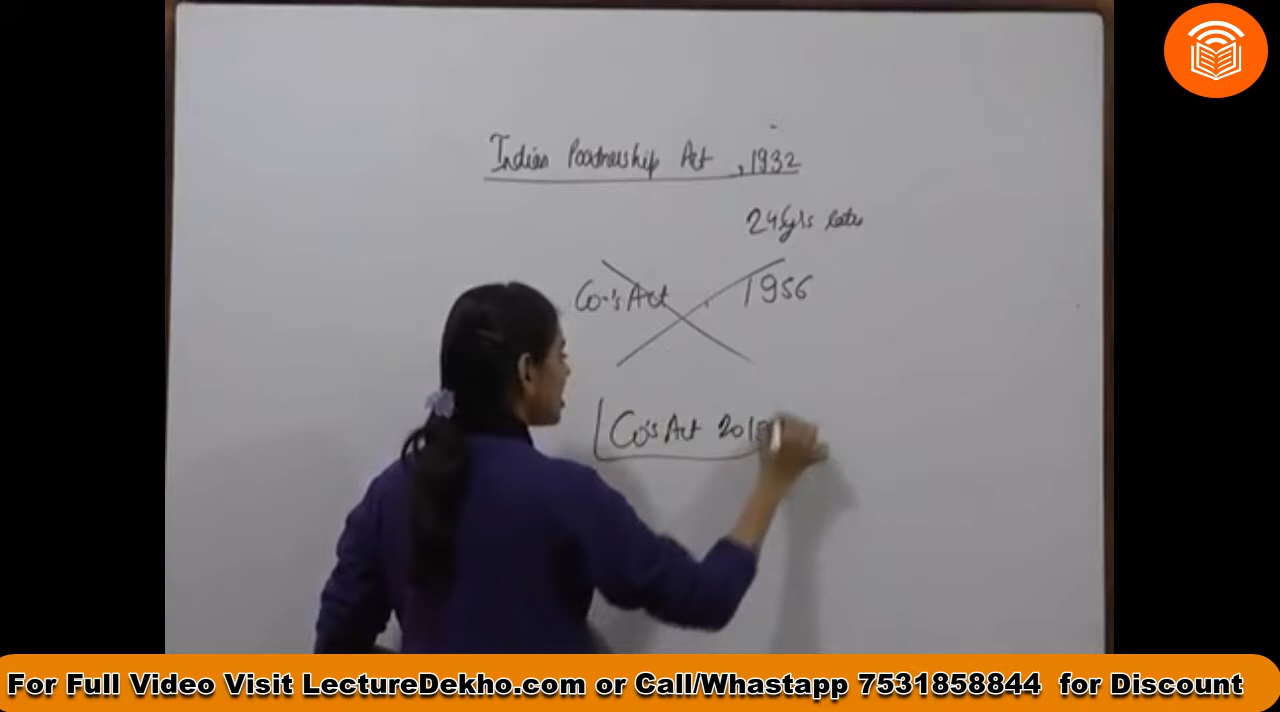 Indian Partnership Act , 1932
24 yrs later
Co.'s Act 1956
Co's Act 201
For Full Video Visit LectureDekho.com or Call/Whastapp 7531858844 for Discount